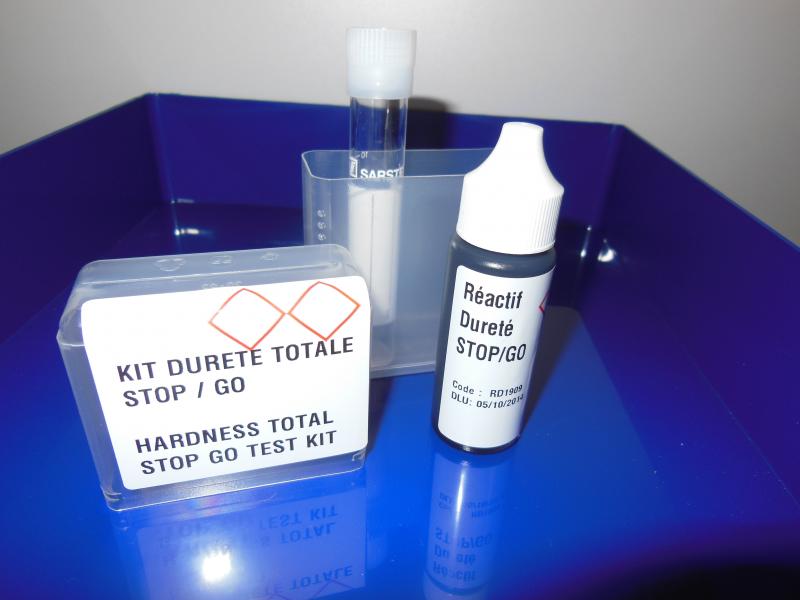 SARST
KIT DURETE TOTALE
STOP / GO
HARDNESS TOTAL
STOP GO TEST KIT
Réactif
Dureté
STOP/GO
Code : RD1909
DLU: 05/10/2014